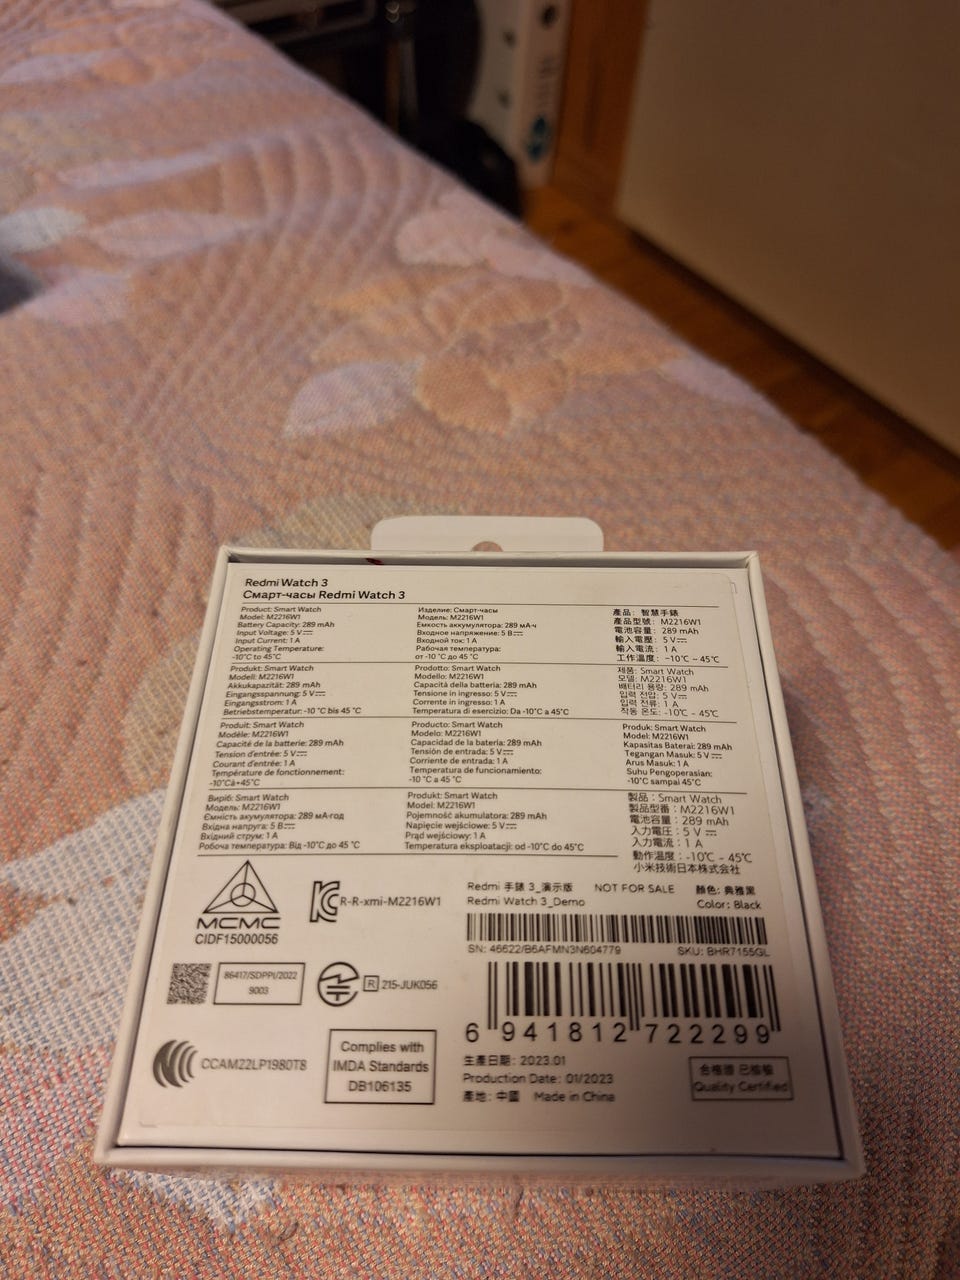 Redmi Watch 3
Смарт-часы Redmi Watch 3
Product: Smart Watch
Model: M2216W1
Battery Capacity: 289 mAh
Input Voltage: 5 V⎓
Input Current: 1 A
Operating Temperature:
-10°C to 45°C
Изделие: Смарт-часы
Модель: M2216W1
Емкость аккумулятора: 289 мА·ч
Входное напряжение: 5 В⎓
Входной ток: 1 А
Рабочая температура:
от -10 °C до 45 °C
產品: 智慧手錶
產品型號: M2216W1
電池容量: 289 mAh
輸入電壓: 5 V⎓
輸入電流: 1 A
工作溫度: -10℃ ~ 45℃
Produkt: Smart Watch
Modell: M2216W1
Akkukapazität: 289 mAh
Eingangsspannung: 5 V⎓
Eingangsstrom: 1 A
Betriebstemperatur: -10 °C bis 45 °C
Prodotto: Smart Watch
Modello: M2216W1
Capacità della batteria: 289 mAh
Tensione in ingresso: 5 V⎓
Corrente in ingresso: 1 A
Temperatura di esercizio: Da -10°C a 45°C
제품: Smart Watch
모델: M2216W1
배터리 용량: 289 mAh
입력 전압: 5 V⎓
입력 전류: 1 A
작동 온도: -10℃ ~ 45℃
Produit: Smart Watch
Modèle: M2216W1
Capacité de la batterie: 289 mAh
Tension d'entrée: 5 V⎓
Courant d'entrée: 1 A
Température de fonctionnement:
-10°Cà+45°C
Producto: Smart Watch
Modelo: M2216W1
Capacidad de la batería: 289 mAh
Tensión de entrada: 5 V⎓
Corriente de entrada: 1 A
Temperatura de funcionamiento:
-10 °C a 45 °C
Produk: Smart Watch
Model: M2216W1
Kapasitas Baterai: 289 mAh
Tegangan Masuk: 5 V⎓
Arus Masuk: 1 A
Suhu Pengoperasian:
-10°C sampai 45°C
Виріб: Smart Watch
Модель: M2216W1
Ємність акумулятора: 289 мА·год
Вхідна напруга: 5 В⎓
Вхідний струм: 1 А
Робоча температура: Від -10°C до 45 °C
Produkt: Smart Watch
Model: M2216W1
Pojemność akumulatora: 289 mAh
Napięcie wejściowe: 5 V⎓
Prąd wejściowy: 1 A
Temperatura eksploatacji: od -10°C do 45°C
製品：Smart Watch
製品型番：M2216W1
電池容量：289 mAh
入力電圧：5 V ⎓
入力電流：1 A
動作温度：-10℃ ~ 45℃
小米技術日本株式会社
MCMC
CIDF15000056
R-R-xmi-M2216W1
86417/SDPPI/2022
9003
R 215-JUK056
CCAM22LP1980T8
Complies with
IMDA Standards
DB106135
Redmi 手錶 3_演示版 NOT FOR SALE 顏色: 典雅黑
Redmi Watch 3_Demo Color: Black
SN: 46622/B6AFMN3N604779 SKU: BHR7155GL
6 941812 722299
生產日期: 2023.01
Production Date: 01/2023
產地: 中國 Made in China
合格證 已檢驗
Quality Certified